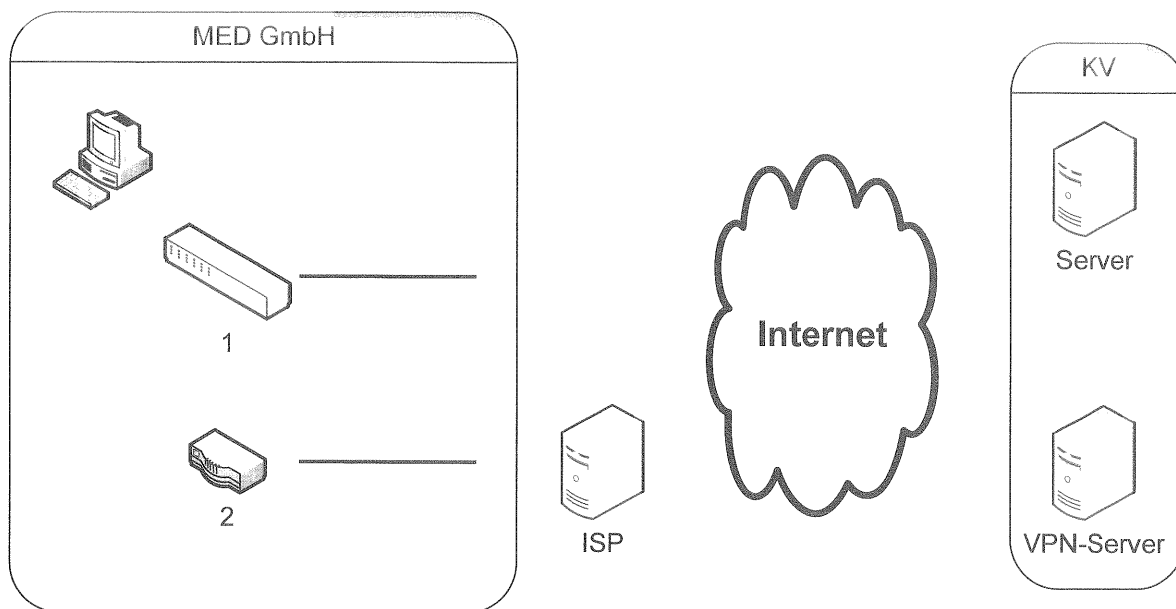 MED GmbH
KV
Server
1
Internet
2
ISP
VPN-Server